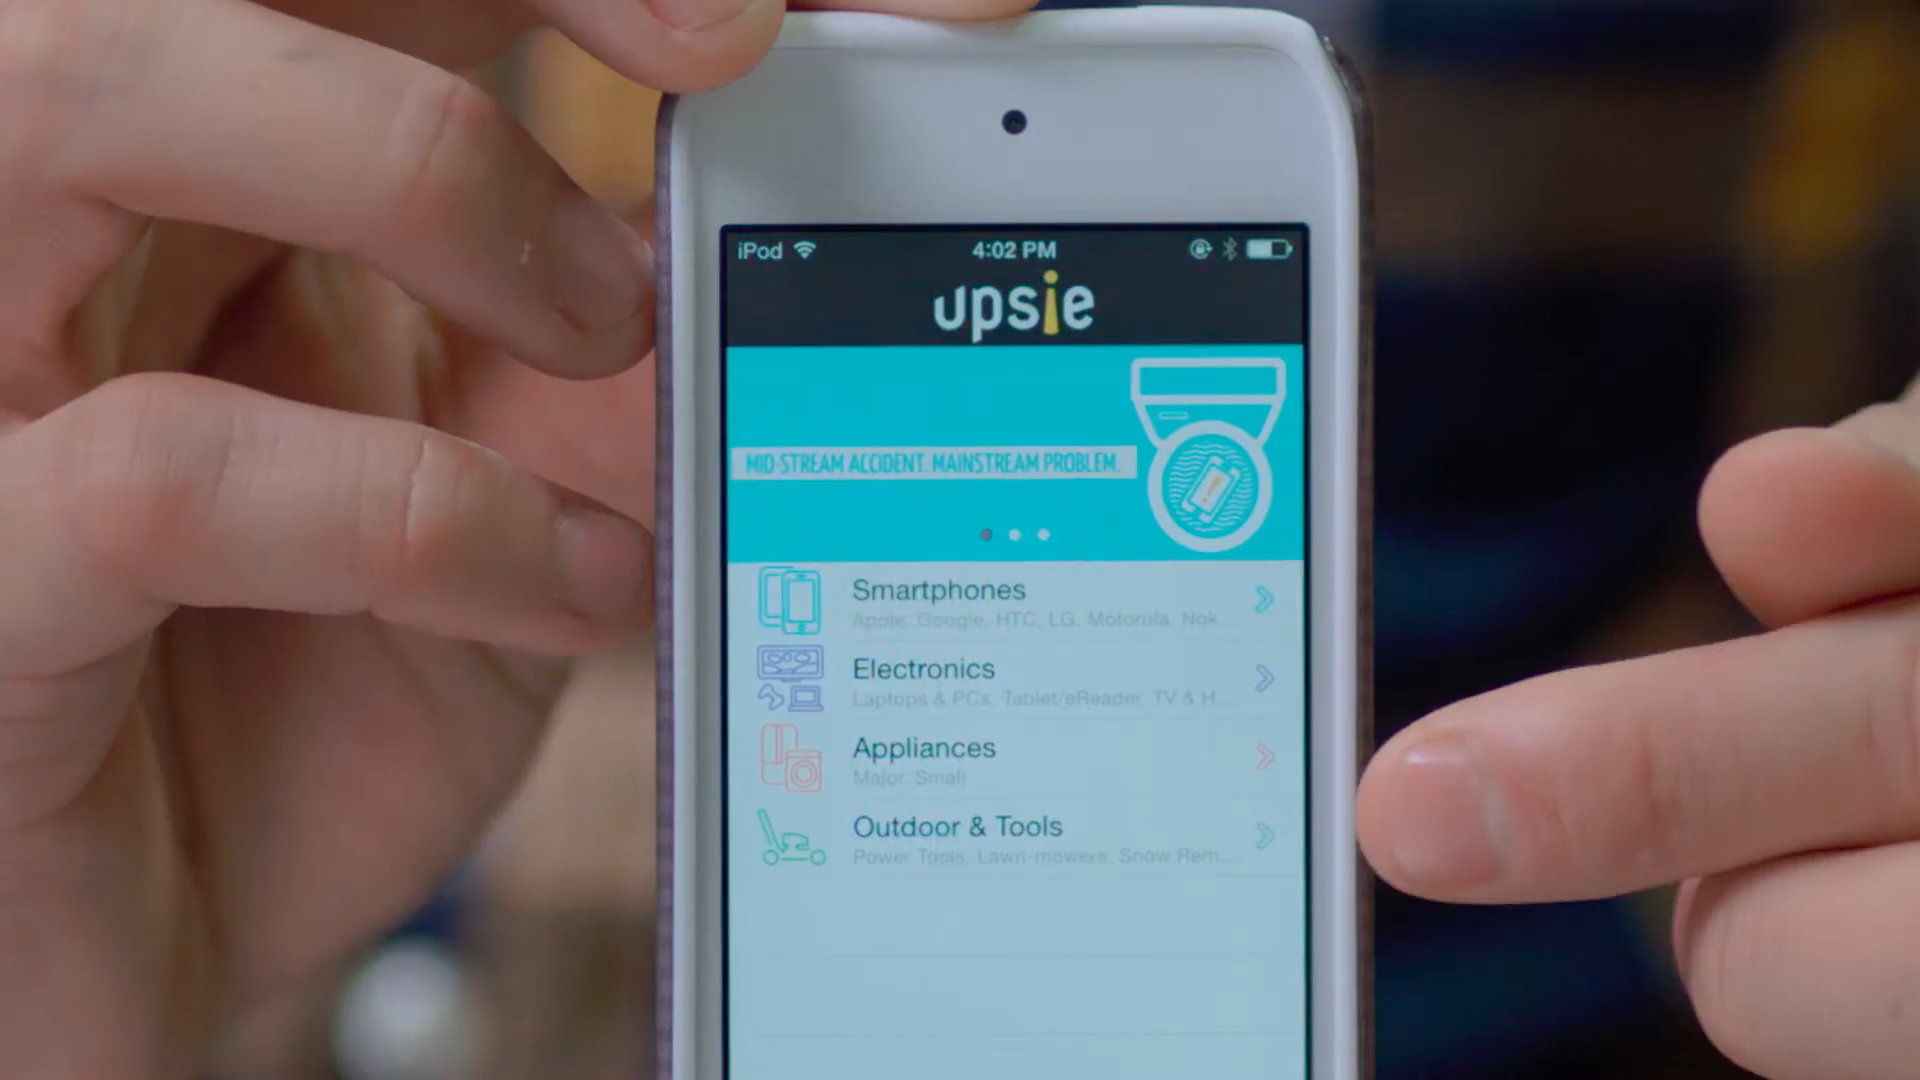 iPod 4:02 PM
upsie
MID-STREAM ACCIDENT. MAINSTREAM PROBLEM.
Smartphones
Apple, Google, HTC, LG, Motorola, Nok...
Electronics
Laptops & PCs, Tablet/eReader, TV & H...
Appliances
Major, Small
Outdoor & Tools
Power Tools, Lawn-mowers, Snow Rem...